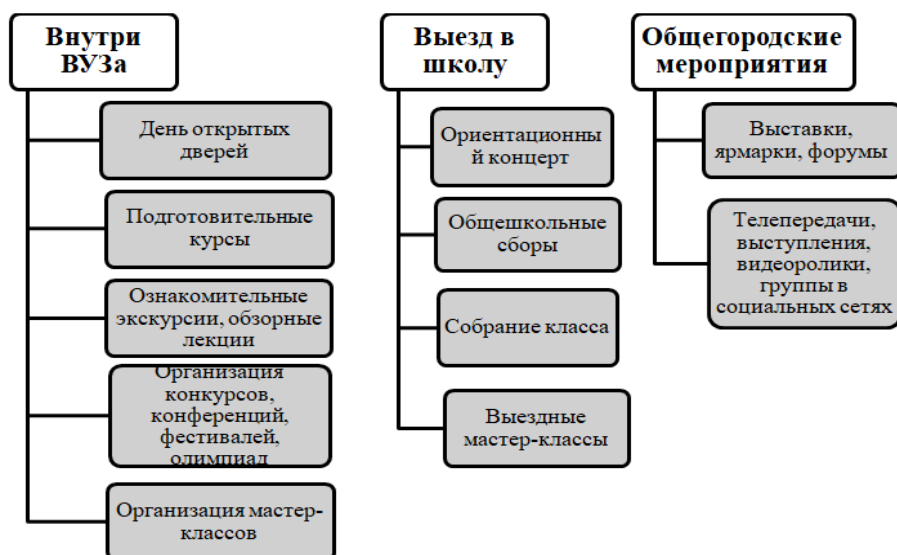 Внутри
ВУЗа
День открытых
дверей
Подготовительные
курсы
Ознакомительные
экскурсии, обзорные
лекции
Организация
конкурсов,
конференций,
фестивалей,
олимпиад
Организация мастер-
классов
Выезд в
школу
Ориентационны
й концерт
Общешкольные
сборы
Собрание класса
Выездные
мастер-классы
Общегородские
мероприятия
Выставки,
ярмарки, форумы
Телепередачи,
выступления,
видеоролики,
группы в
социальных сетях